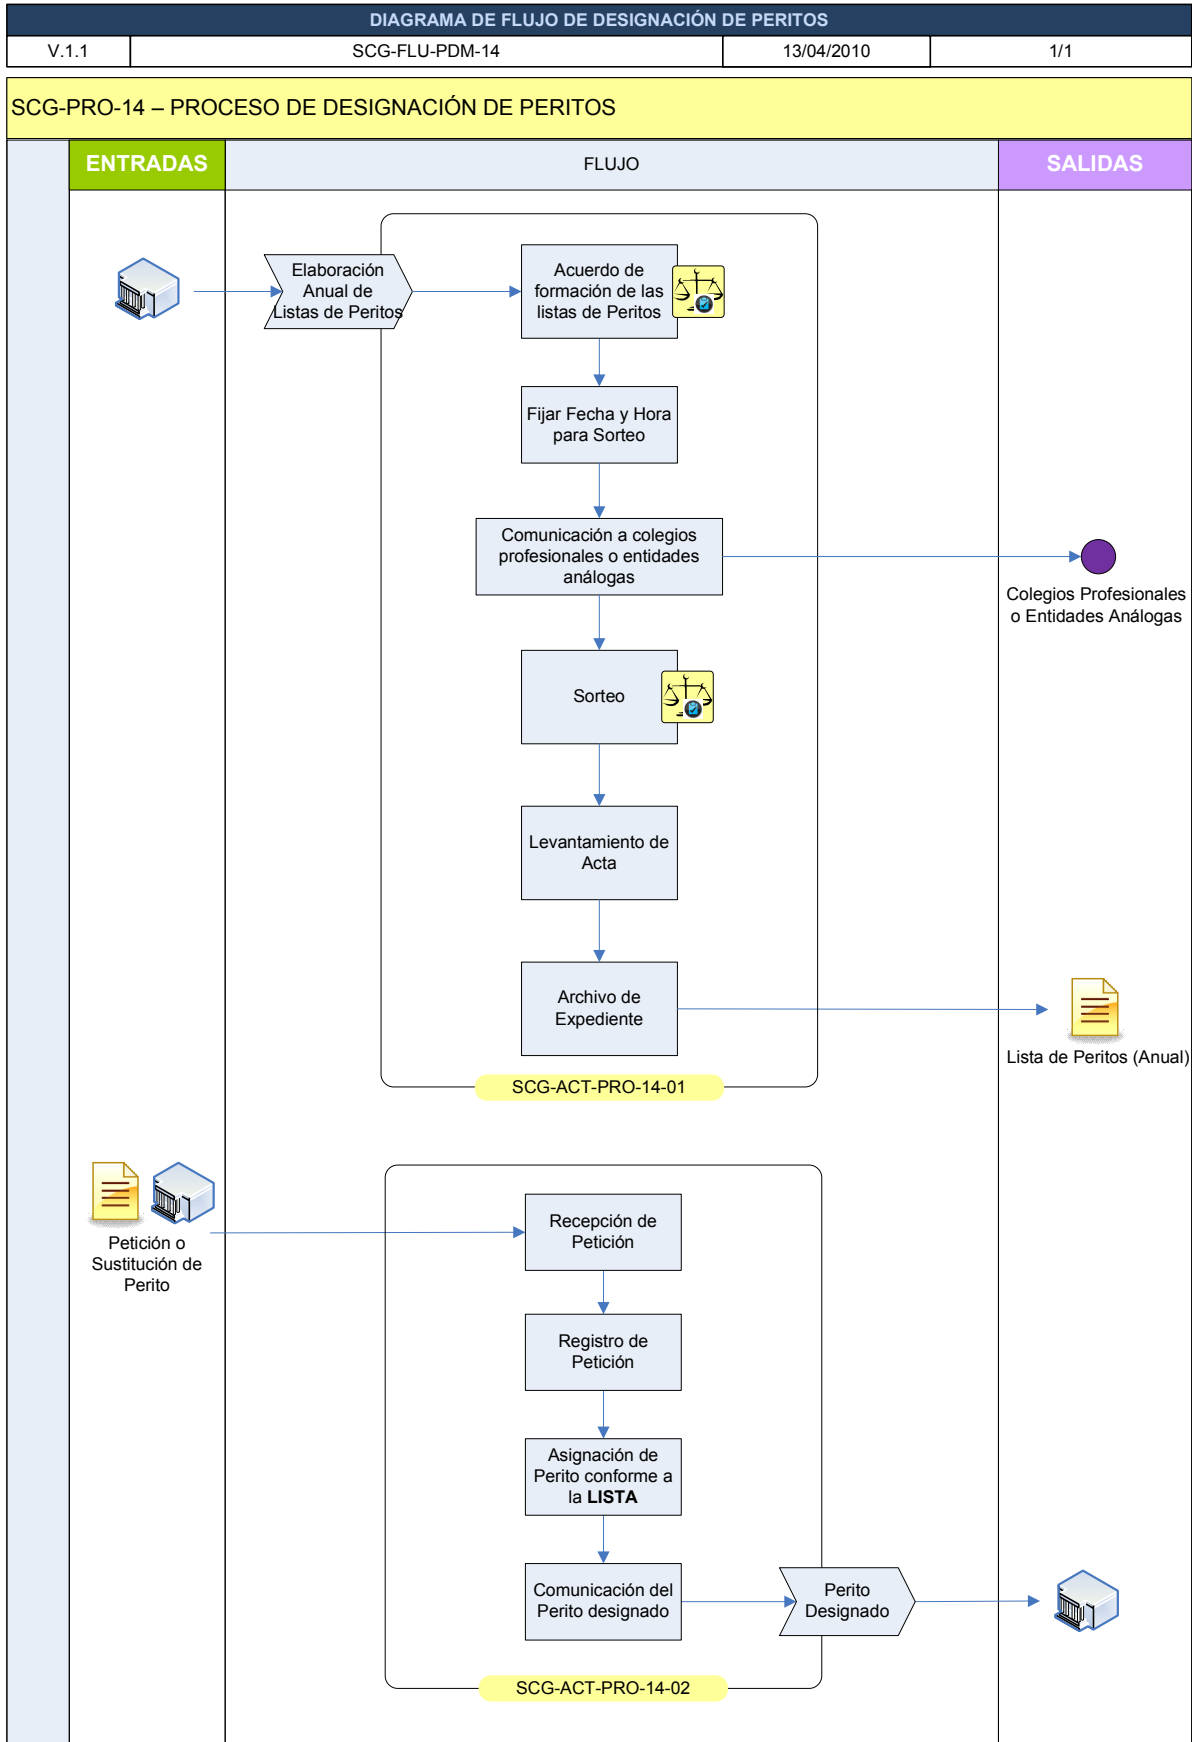 DIAGRAMA DE FLUJO DE DESIGNACIÓN DE PERITOS
V.1.1 SCG-FLU-PDM-14 13/04/2010 1/1
SCG-PRO-14 – PROCESO DE DESIGNACIÓN DE PERITOS
ENTRADAS FLUJO SALIDAS
Elaboración
Anual de
Listas de Peritos
Acuerdo de
formación de las
listas de Peritos
Fijar Fecha y Hora
para Sorteo
Comunicación a colegios
profesionales o entidades
análogas
Colegios Profesionales
o Entidades Análogas
Sorteo
Levantamiento de
Acta
Archivo de
Expediente
Lista de Peritos (Anual)
SCG-ACT-PRO-14-01
Petición o
Sustitución de
Perito
Recepción de
Petición
Registro de
Petición
Asignación de
Perito conforme a
la LISTA
Comunicación del
Perito designado
Perito
Designado
SCG-ACT-PRO-14-02